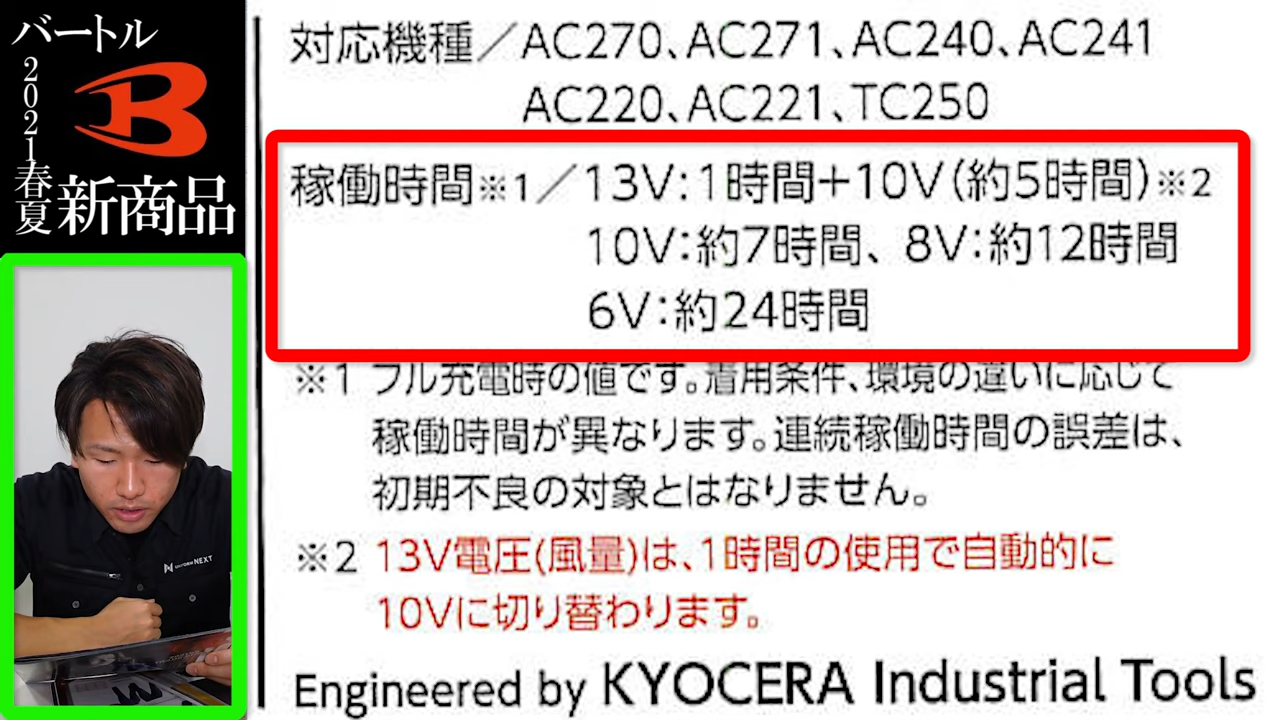 バートル
B
2021春夏
新商品
対応機種／AC270、AC271、AC240、AC241
AC220、AC221、TC250
稼働時間※1／13V:1時間+10V(約5時間)※2
10V:約7時間、8V:約12時間
6V:約24時間
※1 フル充電時の値です。着用条件、環境の違いに応じて
稼働時間が異なります。連続稼働時間の誤差は、
初期不良の対象とはなりません。
※2 13V電圧(風量)は、1時間の使用で自動的に
10Vに切り替わります。
Engineered by KYOCERA Industrial Tools
UNIFORM NEXT